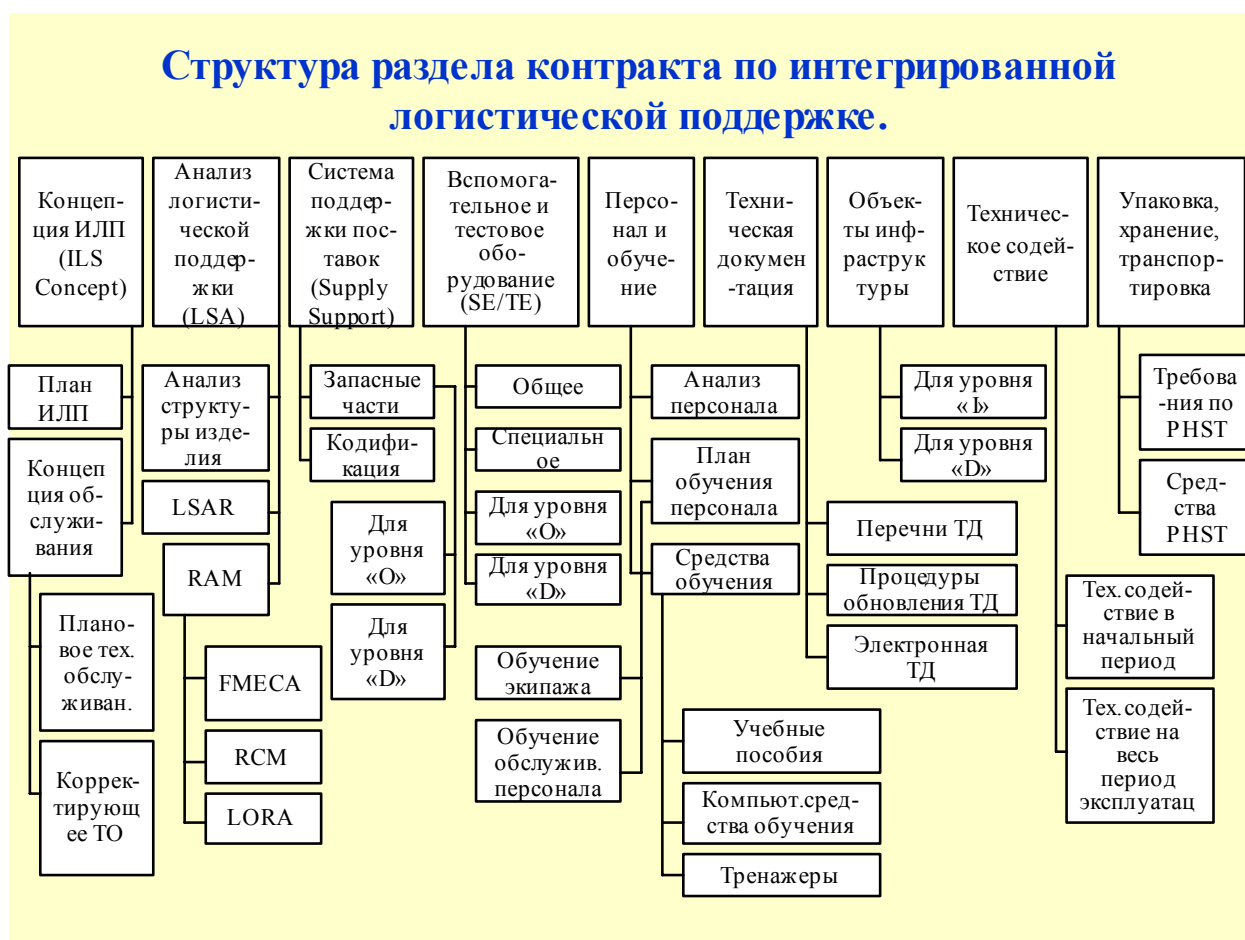 Структура раздела контракта по интегрированной
логистической поддержке.
Концеп-
ция ИЛП
(ILS
Concept)
Анализ
логисти-
ческой
поддер-
жки
(LSA)
Система
поддер-
жки пос-
тавок
(Supply
Support)
Вспомога-
тельное и
тестовое
обо-
рудование
(SE/TE)
Персо-
нал и
обуче-
ние
Техни-
ческая
докумен
-тация
Объек-
ты инф-
раструк
туры
Техничес-
кое содей-
ствие
Упаковка,
хранение,
транспор-
тировка
План
ИЛП
Концеп
ция об-
служи-
вания
Плано-
вое тех.
обслу-
живан.
Коррек-
тирующ
ее ТО
Анализ
структу-
ры изде-
лия
LSAR
RAM
FMECA
RCM
LORA
Запасные
части
Кодифи-
кация
Для
уровня
«О»
Для
уровня
«D»
Общее
Специальн
ое
Для уровня
«О»
Для уровня
«D»
Анализ
персонала
План
обучения
персонала
Средства
обучения
Обучение
экипажа
Обучение
обслужив.
персонала
Учебные
пособия
Компьют.сред-
ства обучения
Тренажеры
Перечни ТД
Процедуры
обновления ТД
Электронная
ТД
Для уровня
«I»
Для уровня
«D»
Тех.содей-
ствие в
начальный
период
Тех.содей-
ствие на
весь
период
эксплуатац
Требова
-ния по
PHST
Сред-
ства
PHST